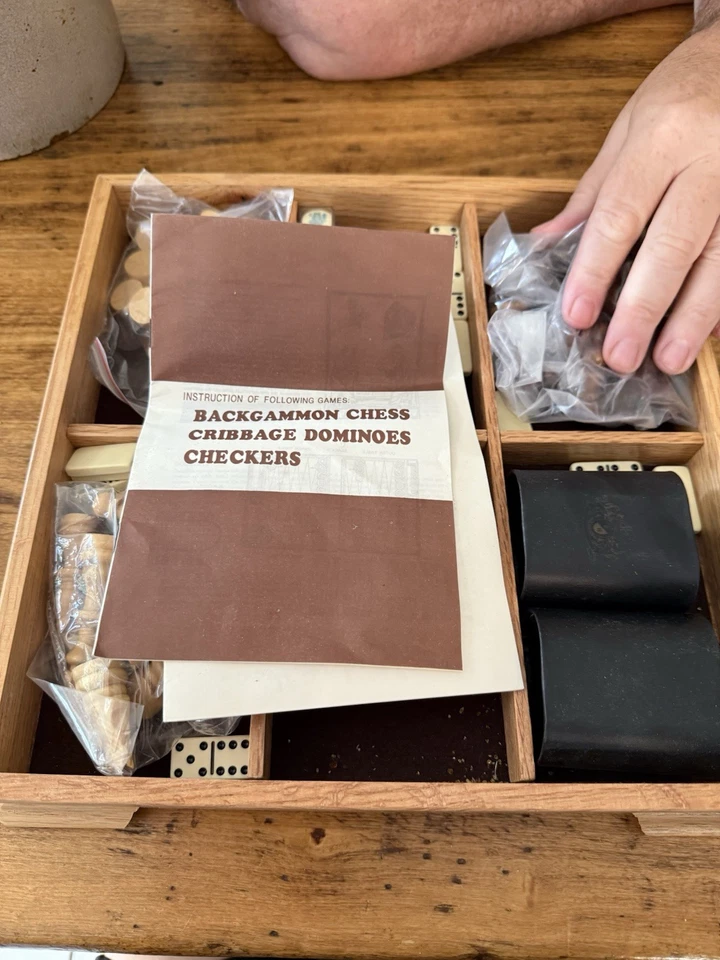 INSTRUCTION OF FOLLOWING GAMES:
BACKGAMMON CHESS
CRIBBAGE DOMINOES
CHECKERS